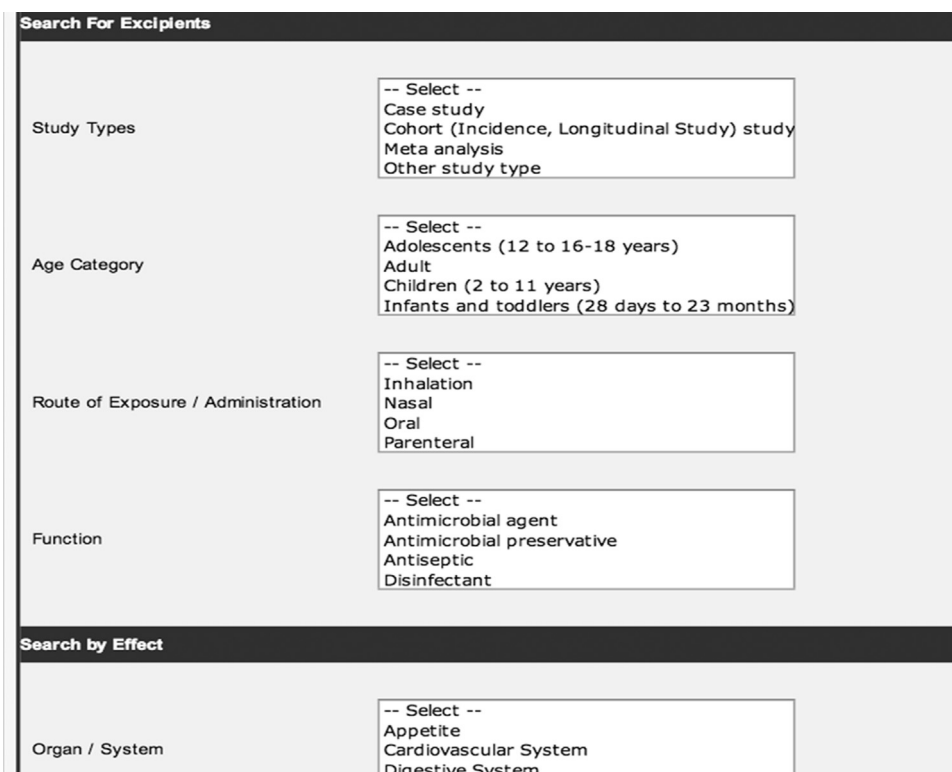 Search For Excipients
Study Types
-- Select --
Case study
Cohort (Incidence, Longitudinal Study) study
Meta analysis
Other study type
Age Category
-- Select --
Adolescents (12 to 16-18 years)
Adult
Children (2 to 11 years)
Infants and toddlers (28 days to 23 months)
Route of Exposure / Administration
-- Select --
Inhalation
Nasal
Oral
Parenteral
Function
-- Select --
Antimicrobial agent
Antimicrobial preservative
Antiseptic
Disinfectant
Search by Effect
Organ / System
-- Select --
Appetite
Cardiovascular System
Digestive System